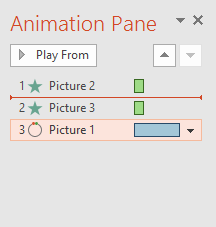 Animation Pane
Play From
1 Picture 2
2 Picture 3
3 Picture 1